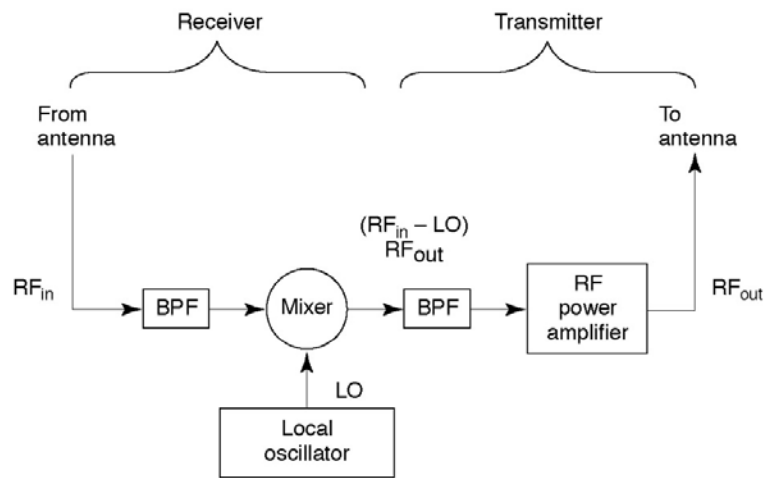 Receiver
Transmitter
From
antenna
To
antenna
(RFin – LO)
RFout
RFin
BPF
Mixer
BPF
RF
power
amplifier
RFout
LO
Local
oscillator